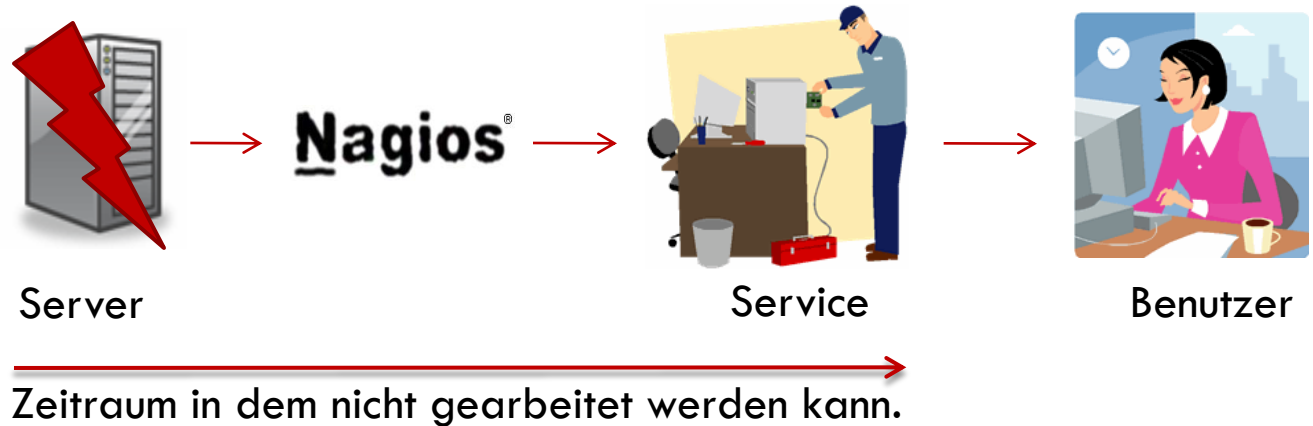 Nagios®
Server
Service
Benutzer
Zeitraum in dem nicht gearbeitet werden kann.